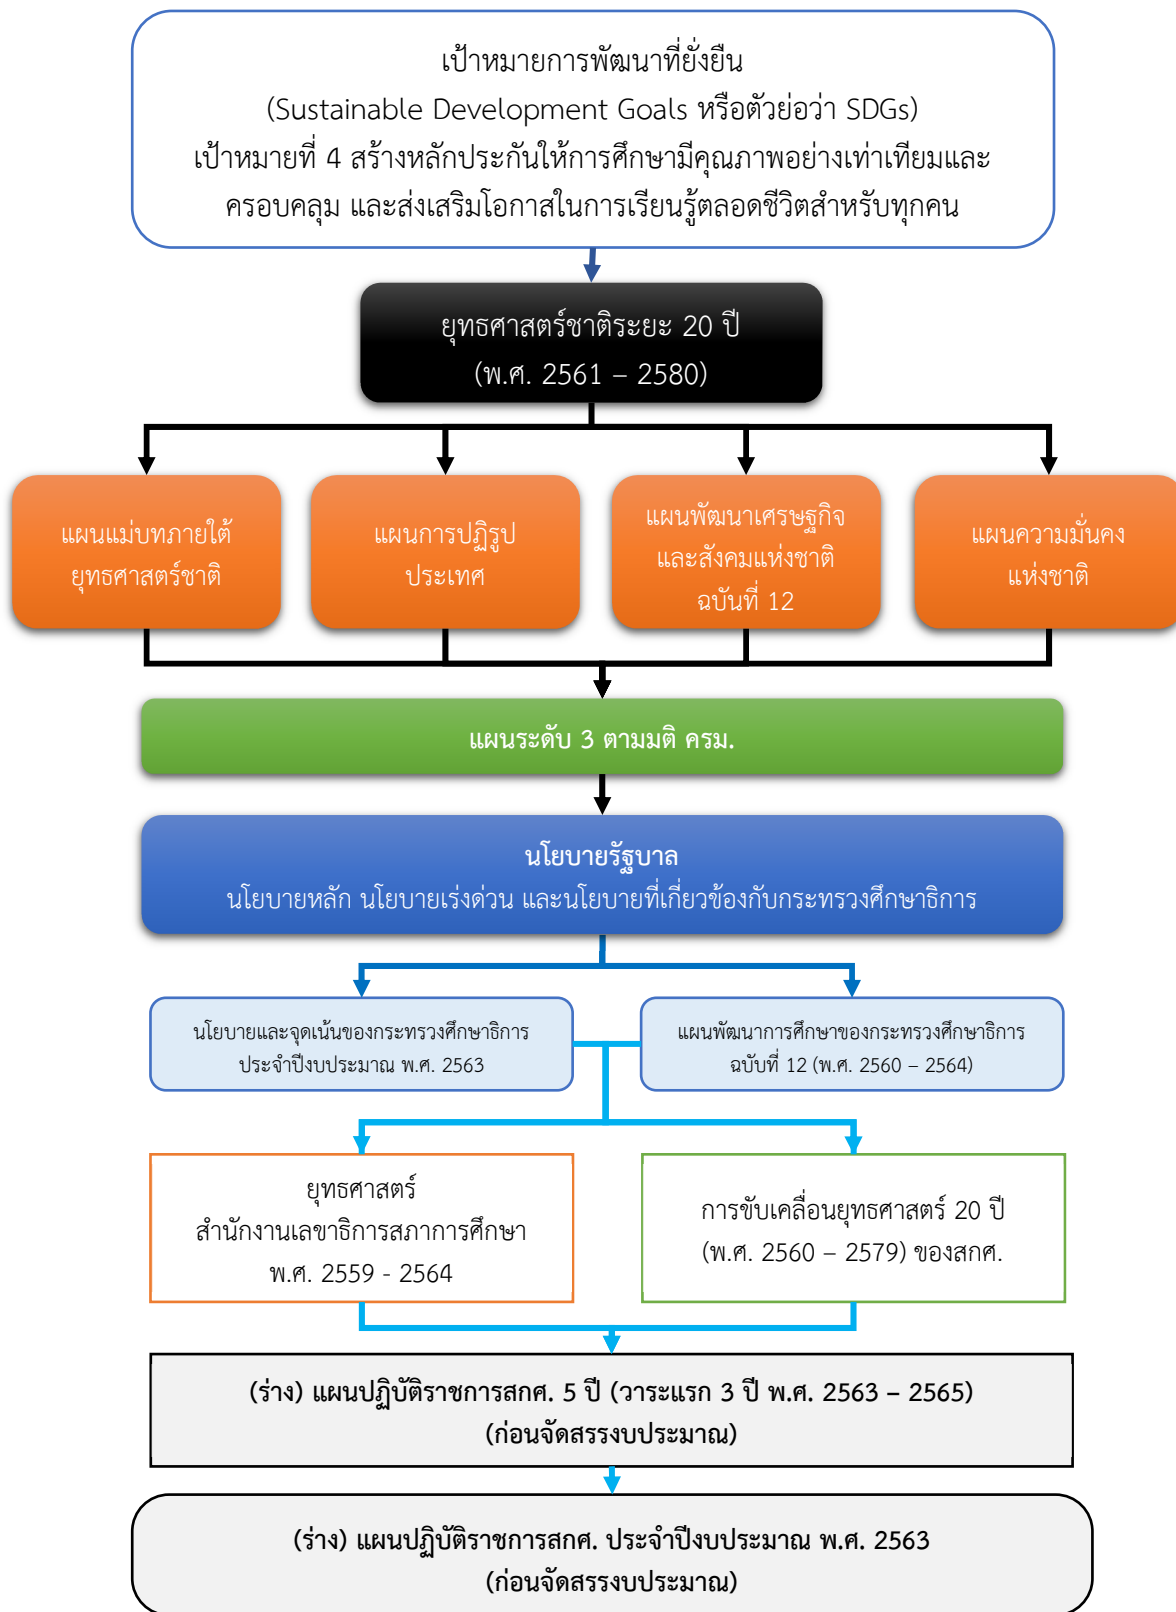 เป้าหมายการพัฒนาที่ยั่งยืน
(Sustainable Development Goals หรือตัวย่อว่า SDGs)
เป้าหมายที่ 4 สร้างหลักประกันให้การศึกษามีคุณภาพอย่างเท่าเทียมและ
ครอบคลุม และส่งเสริมโอกาสในการเรียนรู้ตลอดชีวิตสำหรับทุกคน
ยุทธศาสตร์ชาติระยะ 20 ปี
(พ.ศ. 2561 – 2580)
แผนแม่บทภายใต้
ยุทธศาสตร์ชาติ
แผนการปฏิรูป
ประเทศ
แผนพัฒนาเศรษฐกิจ
และสังคมแห่งชาติ
ฉบับที่ 12
แผนความมั่นคง
แห่งชาติ
แผนระดับ 3 ตามมติ ครม.
นโยบายรัฐบาล
นโยบายหลัก นโยบายเร่งด่วน และนโยบายที่เกี่ยวข้องกับกระทรวงศึกษาธิการ
นโยบายและจุดเน้นของกระทรวงศึกษาธิการ
ประจำปีงบประมาณ พ.ศ. 2563
แผนพัฒนาการศึกษาของกระทรวงศึกษาธิการ
ฉบับที่ 12 (พ.ศ. 2560 – 2564)
ยุทธศาสตร์
สำนักงานเลขาธิการสภาการศึกษา
พ.ศ. 2559 - 2564
การขับเคลื่อนยุทธศาสตร์ 20 ปี
(พ.ศ. 2560 – 2579) ของสกศ.
(ร่าง) แผนปฏิบัติราชการสกศ. 5 ปี (วาระแรก 3 ปี พ.ศ. 2563 – 2565)
(ก่อนจัดสรรงบประมาณ)
(ร่าง) แผนปฏิบัติราชการสกศ. ประจำปีงบประมาณ พ.ศ. 2563
(ก่อนจัดสรรงบประมาณ)